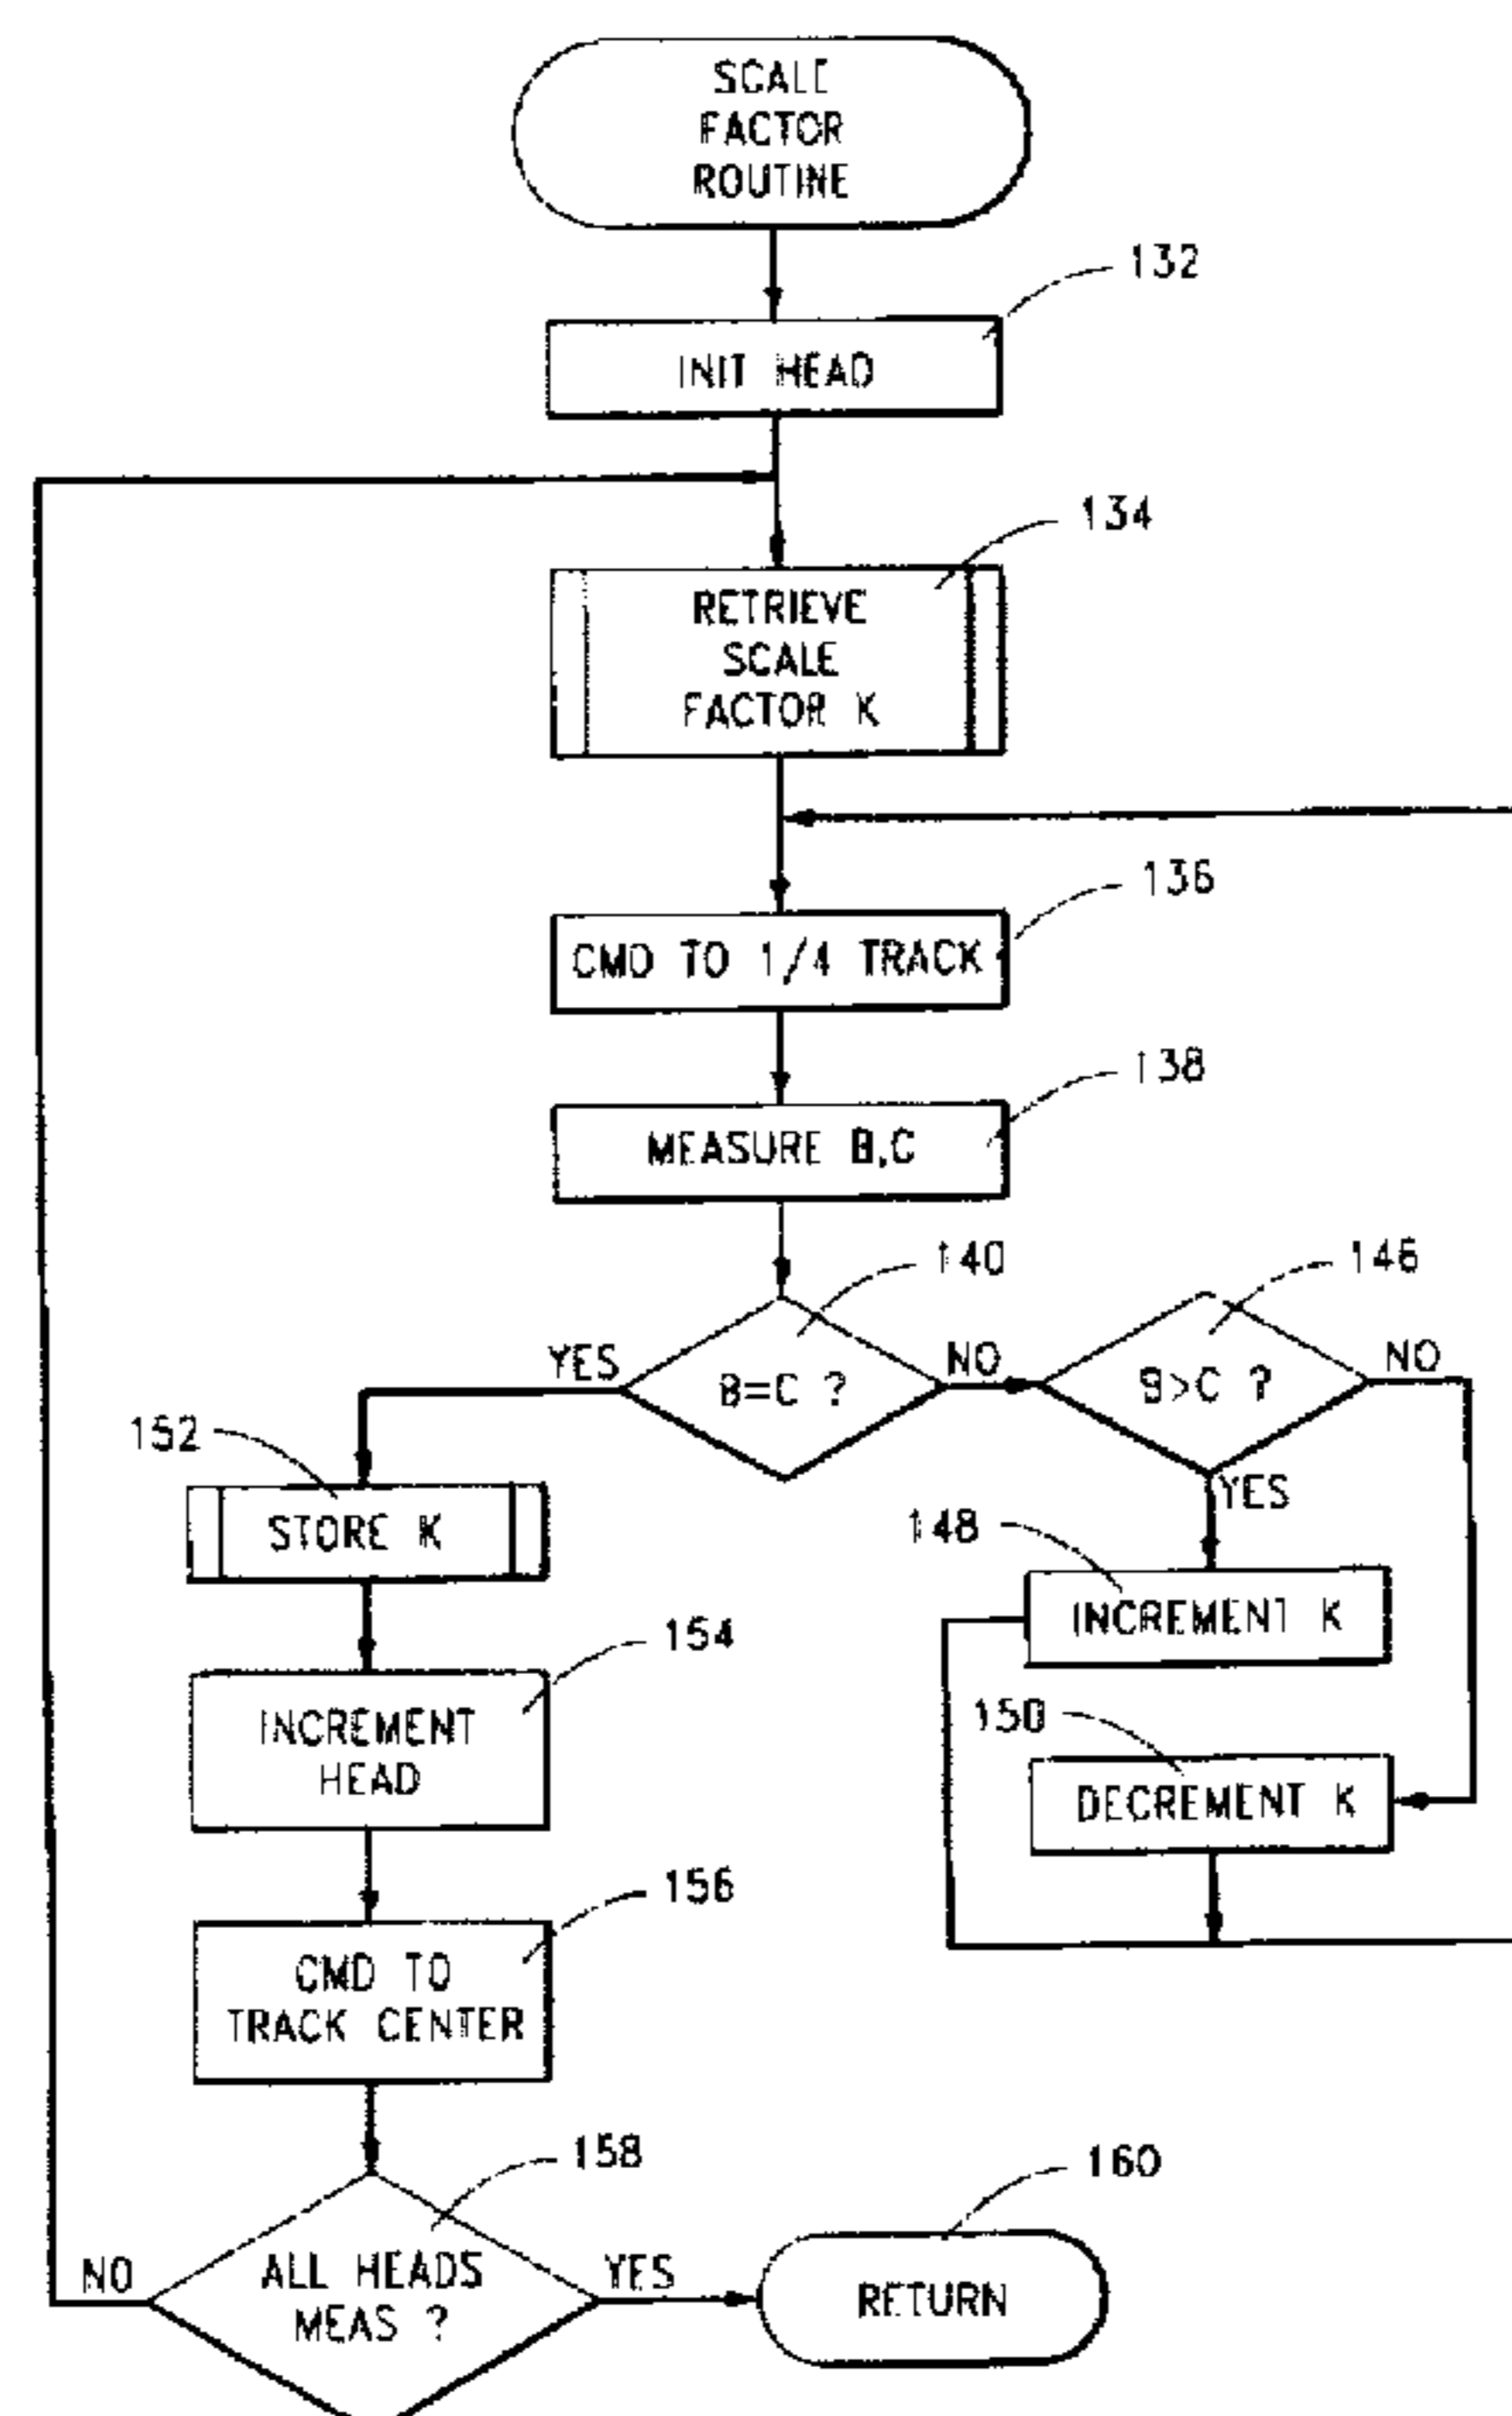 SCALE
FACTOR
ROUTINE
132
INIT HEAD
134
RETRIEVE
SCALE
FACTOR K
136
CMD TO 1/4 TRACK
138
MEASURE B,C
140
146
YES
B=C ?
NO
B>C ?
NO
152
YES
STORE K
148
INCREMENT K
154
INCREMENT
HEAD
150
DECREMENT K
156
CMD TO
TRACK CENTER
158
160
NO
ALL HEADS
MEAS ?
YES
RETURN